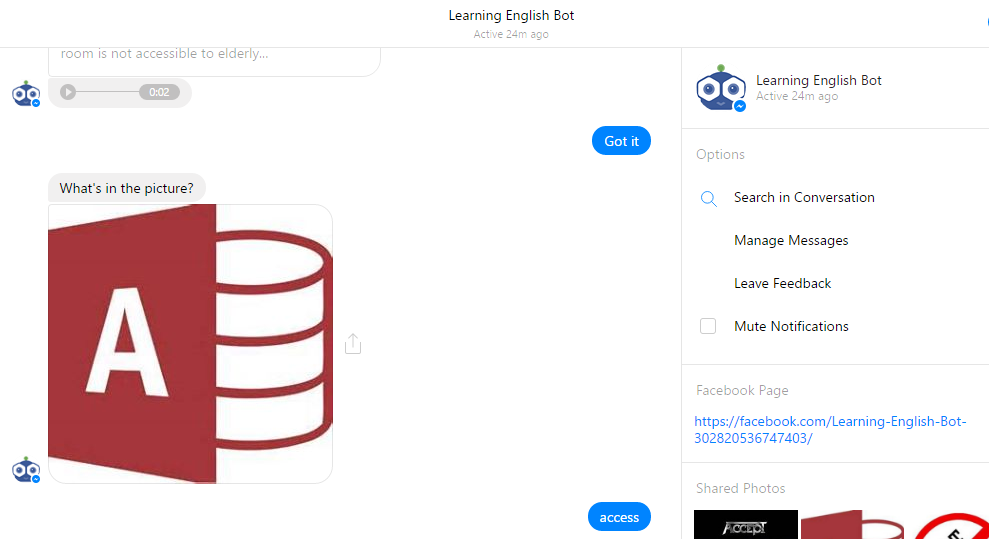 Learning English Bot
Active 24m ago
room is not accessible to elderly...
0:02
Got it
What's in the picture?
A
access
Learning English Bot
Active 24m ago
Options
Search in Conversation
Manage Messages
Leave Feedback
Mute Notifications
Facebook Page
https://facebook.com/Learning-English-Bot-
302820536747403/
Shared Photos
Accept